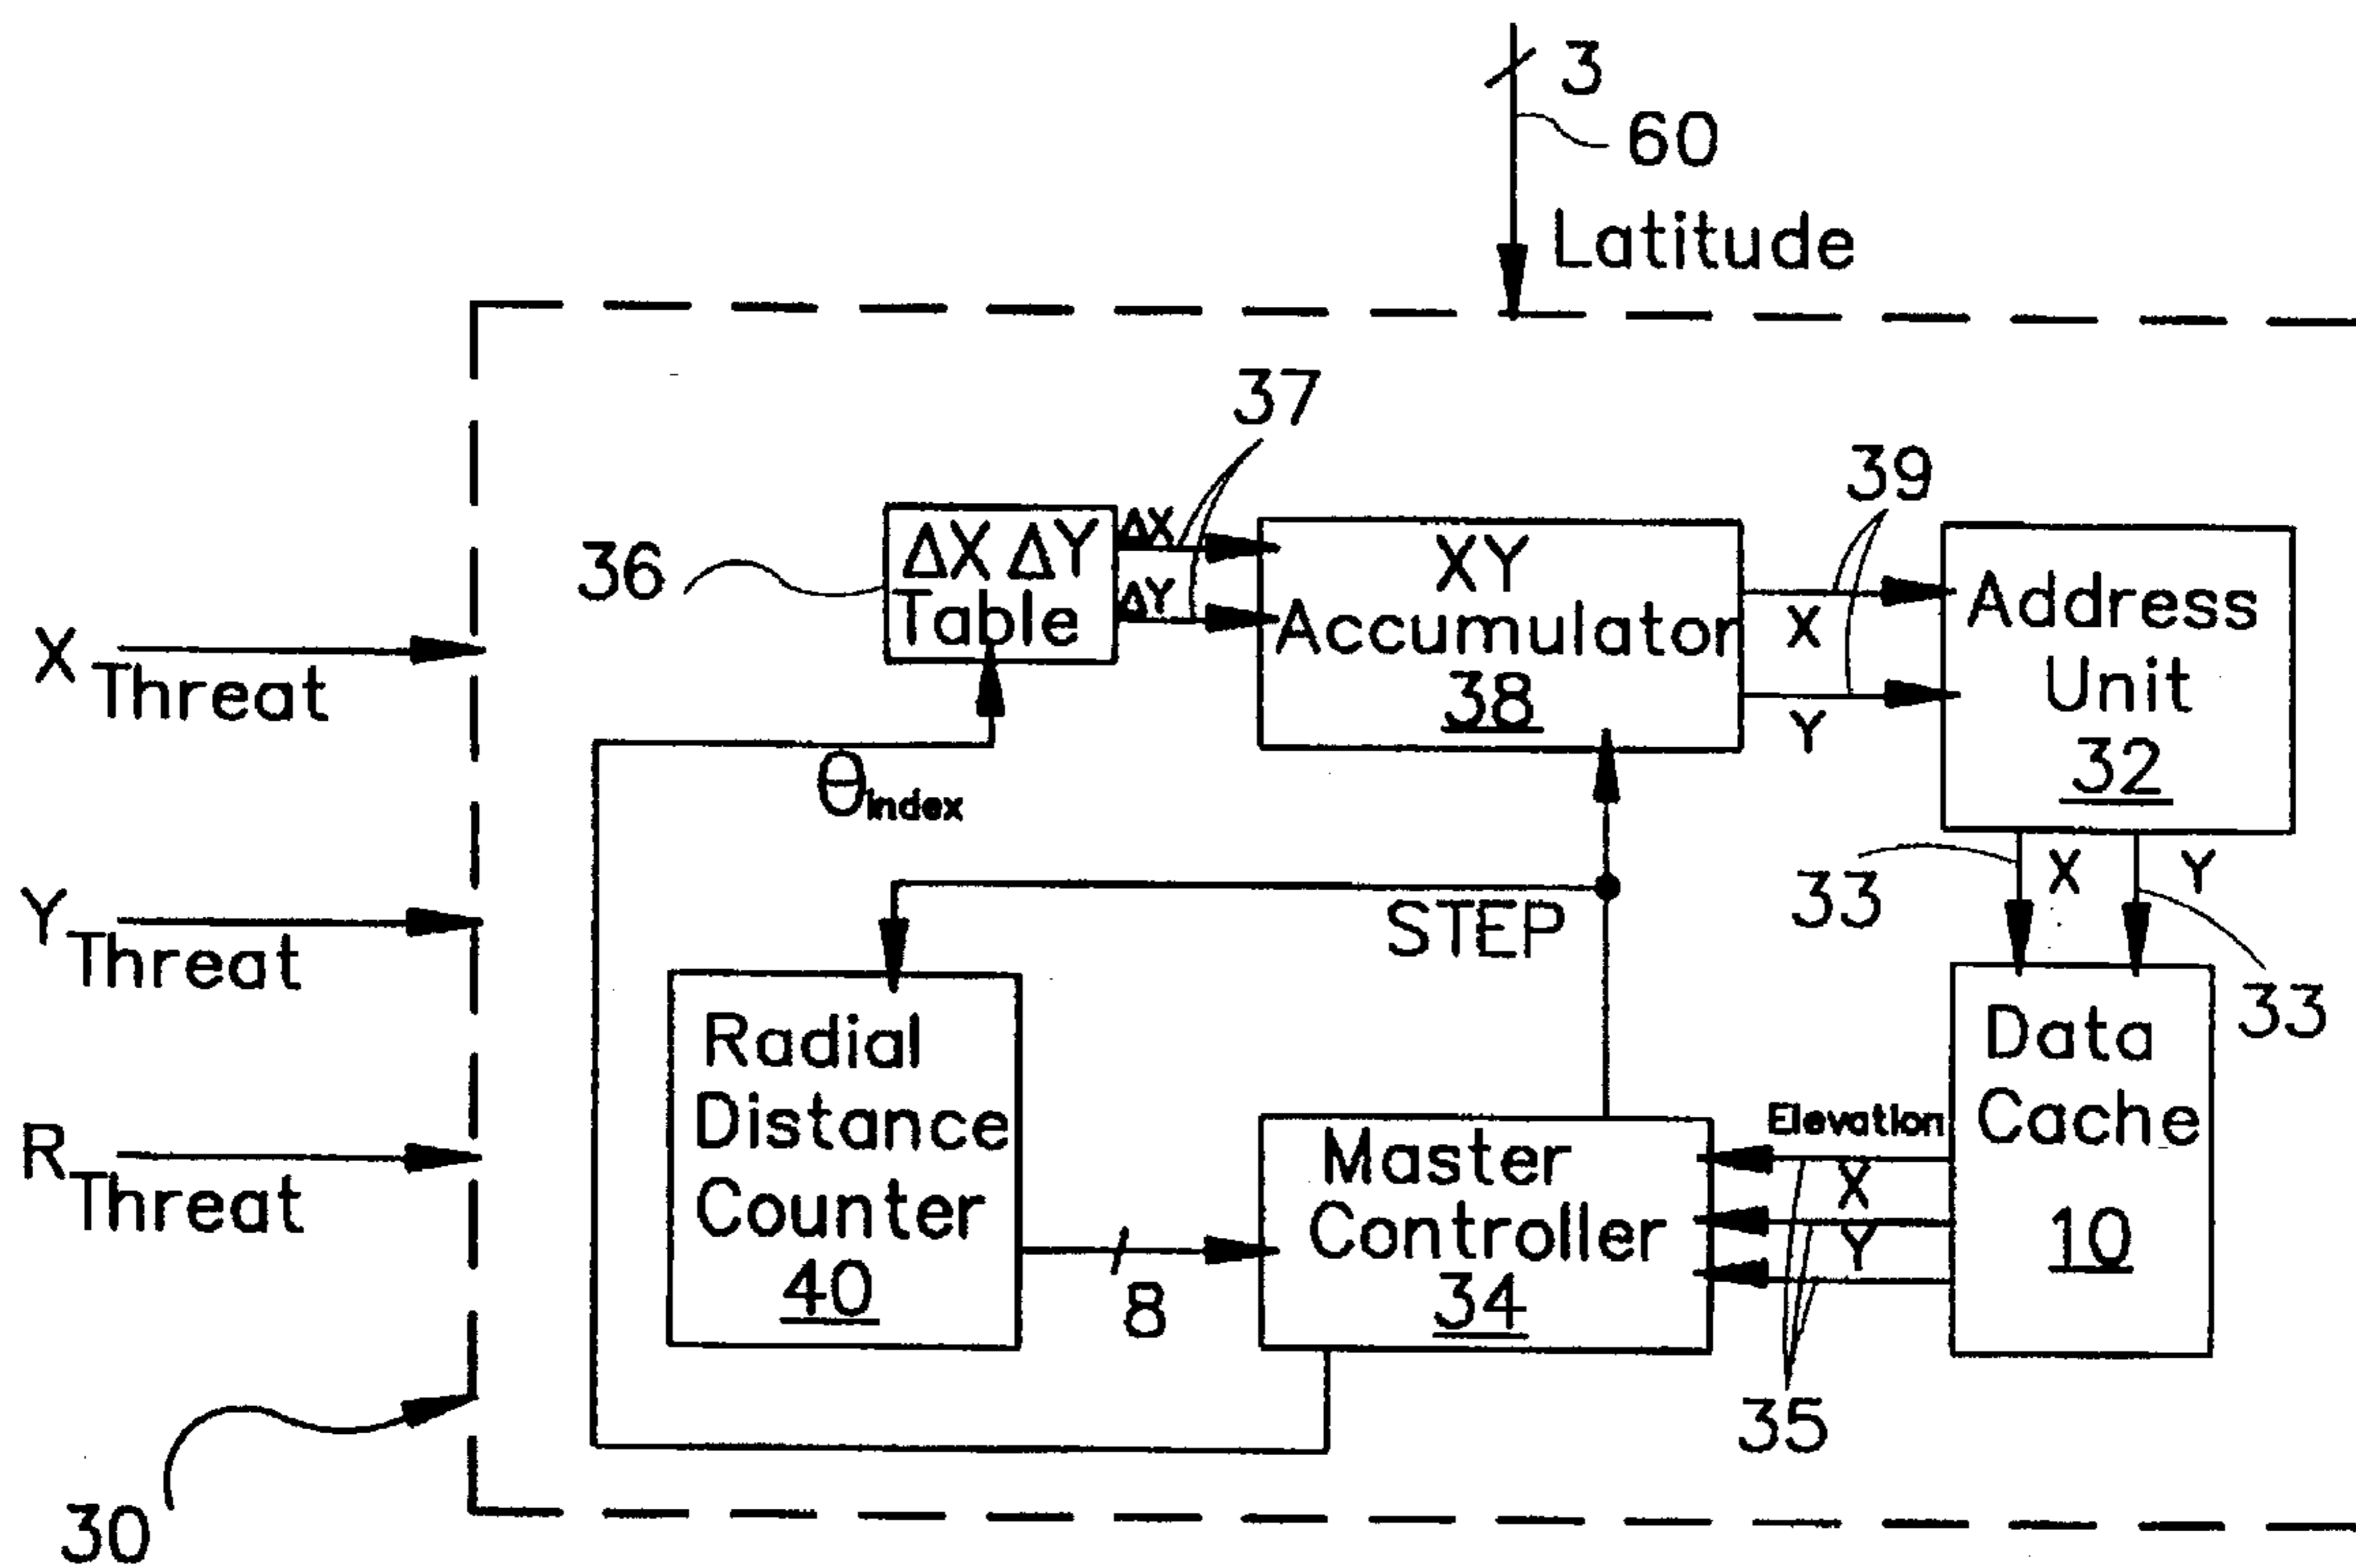 3
60
Latitude
37
39
36
ΔX ΔY
Table
ΔX
ΔY
XY
Accumulator
38
X
Y
Address
Unit
32
X Threat
θindex
33
X
Y
33
Y Threat
STEP
Radial
Distance
Counter
40
8
Master
Controller
34
Elevation
X
Y
Data
Cache
10
35
R Threat
30